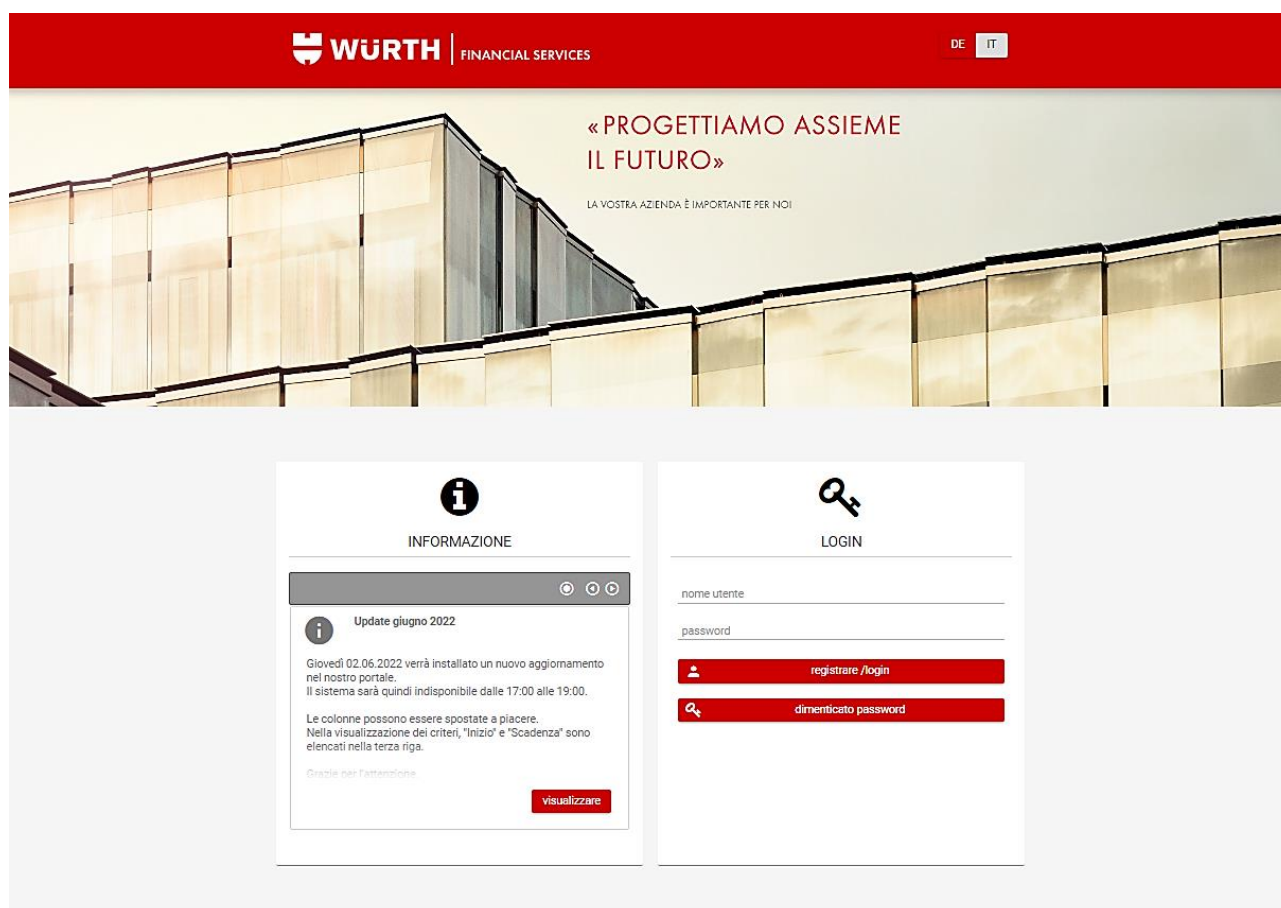 WÜRTH FINANCIAL SERVICES
DE IT
«PROGETTIAMO ASSIEME
IL FUTURO»
LA VOSTRA AZIENDA È IMPORTANTE PER NOI
INFORMAZIONE
Update giugno 2022
Giovedì 02.06.2022 verrà installato un nuovo aggiornamento
nel nostro portale.
Il sistema sarà quindi indisponibile dalle 17:00 alle 19:00.
Le colonne possono essere spostate a piacere.
Nella visualizzazione dei criteri, "Inizio" e "Scadenza" sono
elencati nella terza riga.
Grazie per l'attenzione.
visualizzare
LOGIN
nome utente
password
registrare /login
dimenticato password